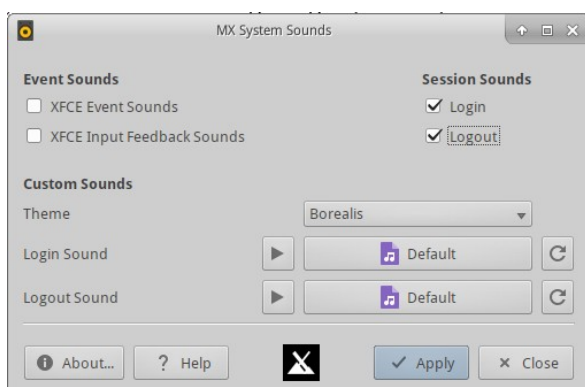 MX System Sounds
Event Sounds
Session Sounds
XFCE Event Sounds
Login
XFCE Input Feedback Sounds
Logout
Custom Sounds
Theme
Borealis
Login Sound
Default
Logout Sound
Default
About...
? Help
Apply
Close